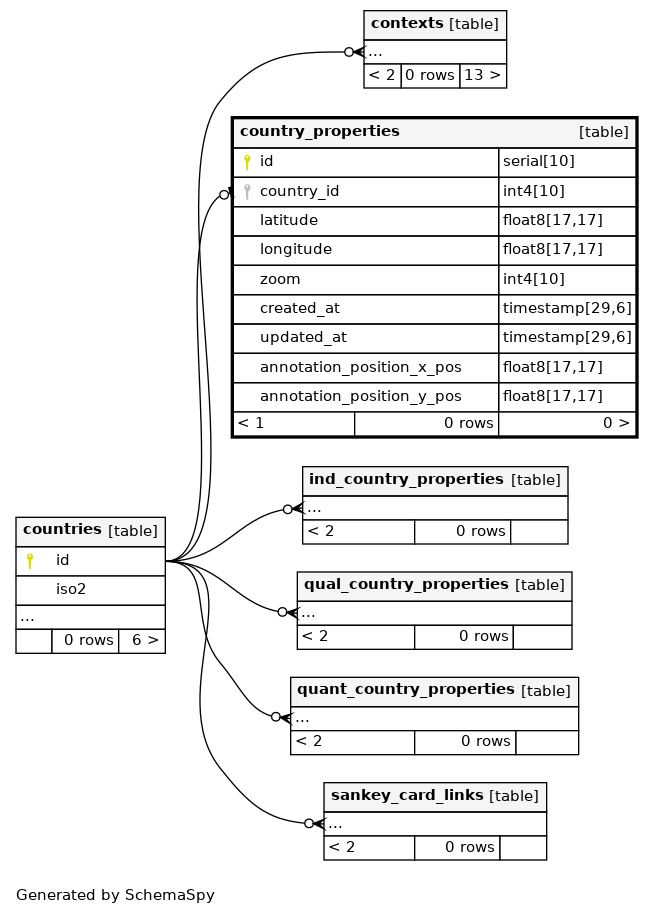 contexts [table]
...
< 2 0 rows 13 >
country_properties [table]
id serial[10]
country_id int4[10]
latitude float8[17,17]
longitude float8[17,17]
zoom int4[10]
created_at timestamp[29,6]
updated_at timestamp[29,6]
annotation_position_x_pos float8[17,17]
annotation_position_y_pos float8[17,17]
< 1 0 rows 0 >
ind_country_properties [table]
...
< 2 0 rows
countries [table]
id
iso2
...
0 rows 6 >
qual_country_properties [table]
...
< 2 0 rows
quant_country_properties [table]
...
< 2 0 rows
sankey_card_links [table]
...
< 2 0 rows
Generated by SchemaSpy